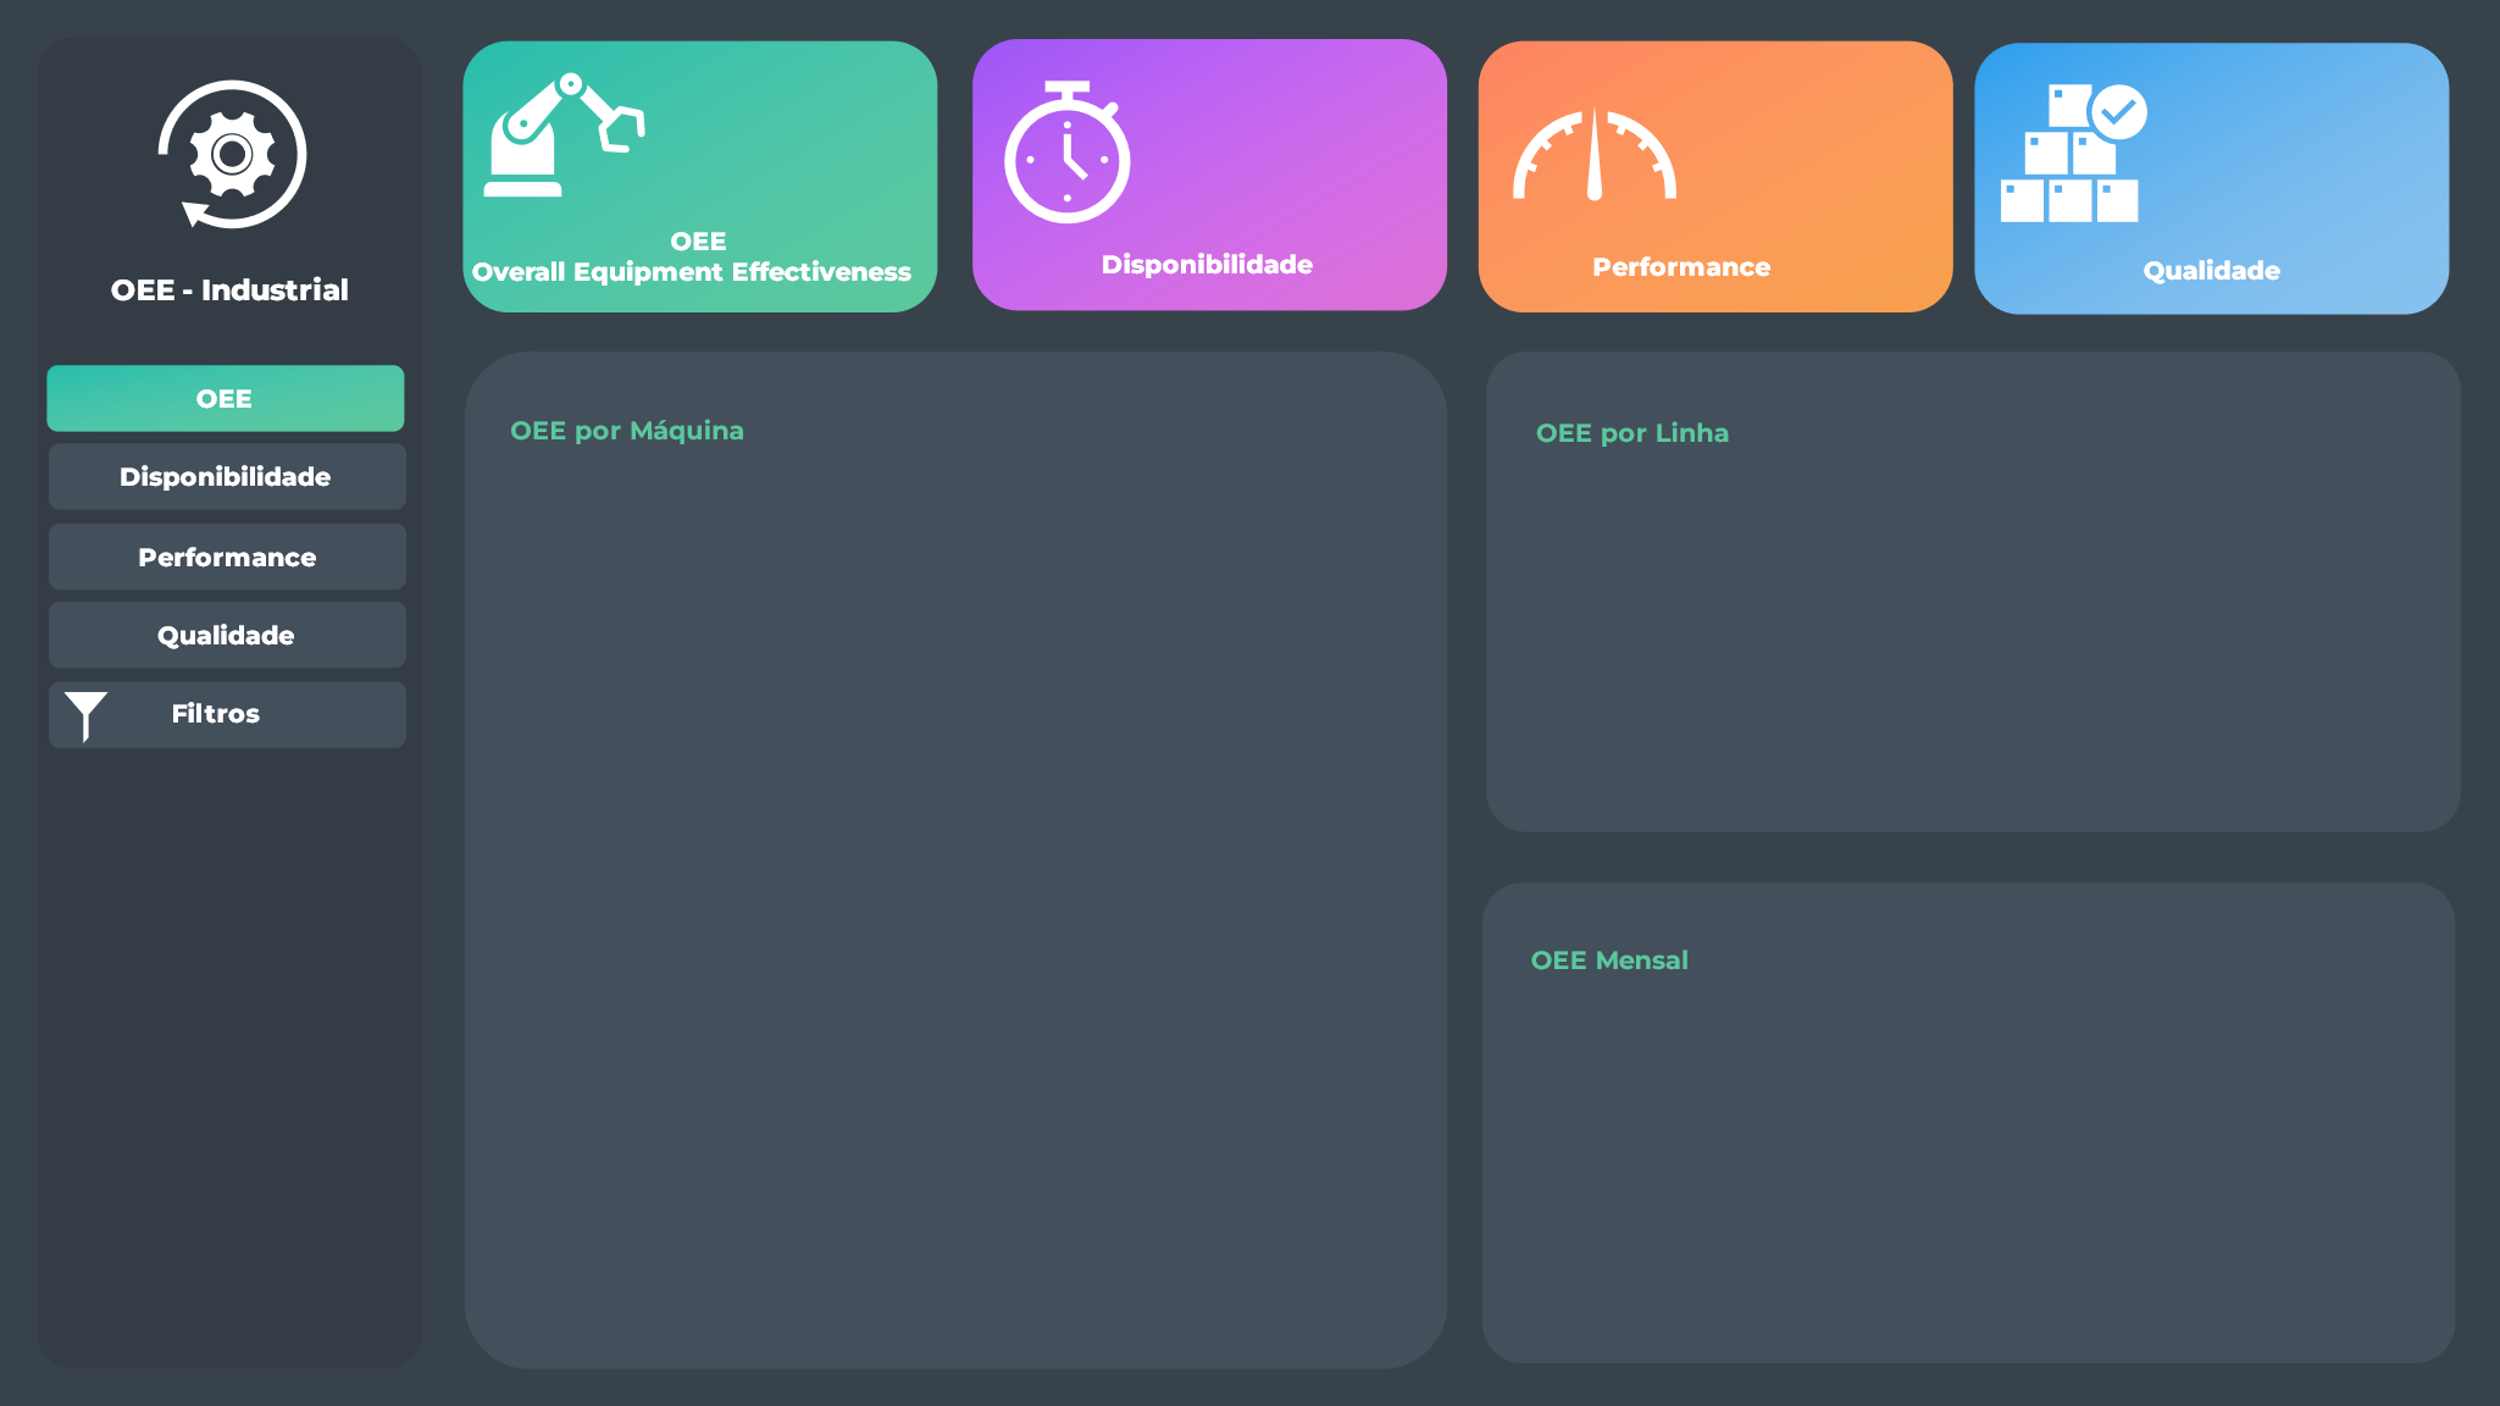 OEE - Industrial
OEE
Disponibilidade
Performance
Qualidade
Filtros
OEE
Overall Equipment Effectiveness
Disponibilidade
Performance
Qualidade
OEE por Máquina
OEE por Linha
OEE Mensal